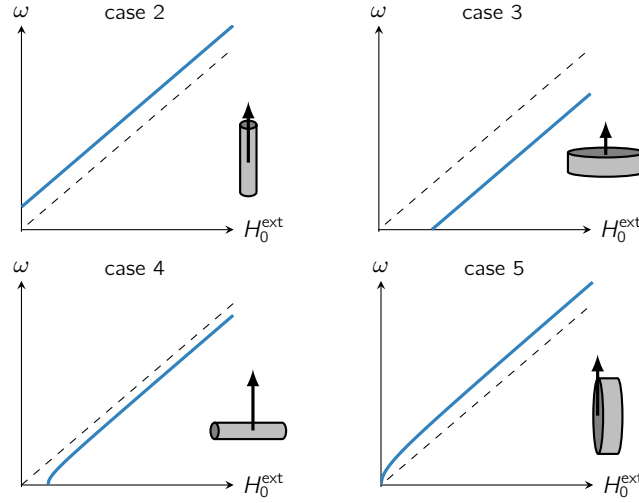 case 2
ω
H₀ᵉˣᵗ
case 3
ω
H₀ᵉˣᵗ
case 4
ω
H₀ᵉˣᵗ
case 5
ω
H₀ᵉˣᵗ